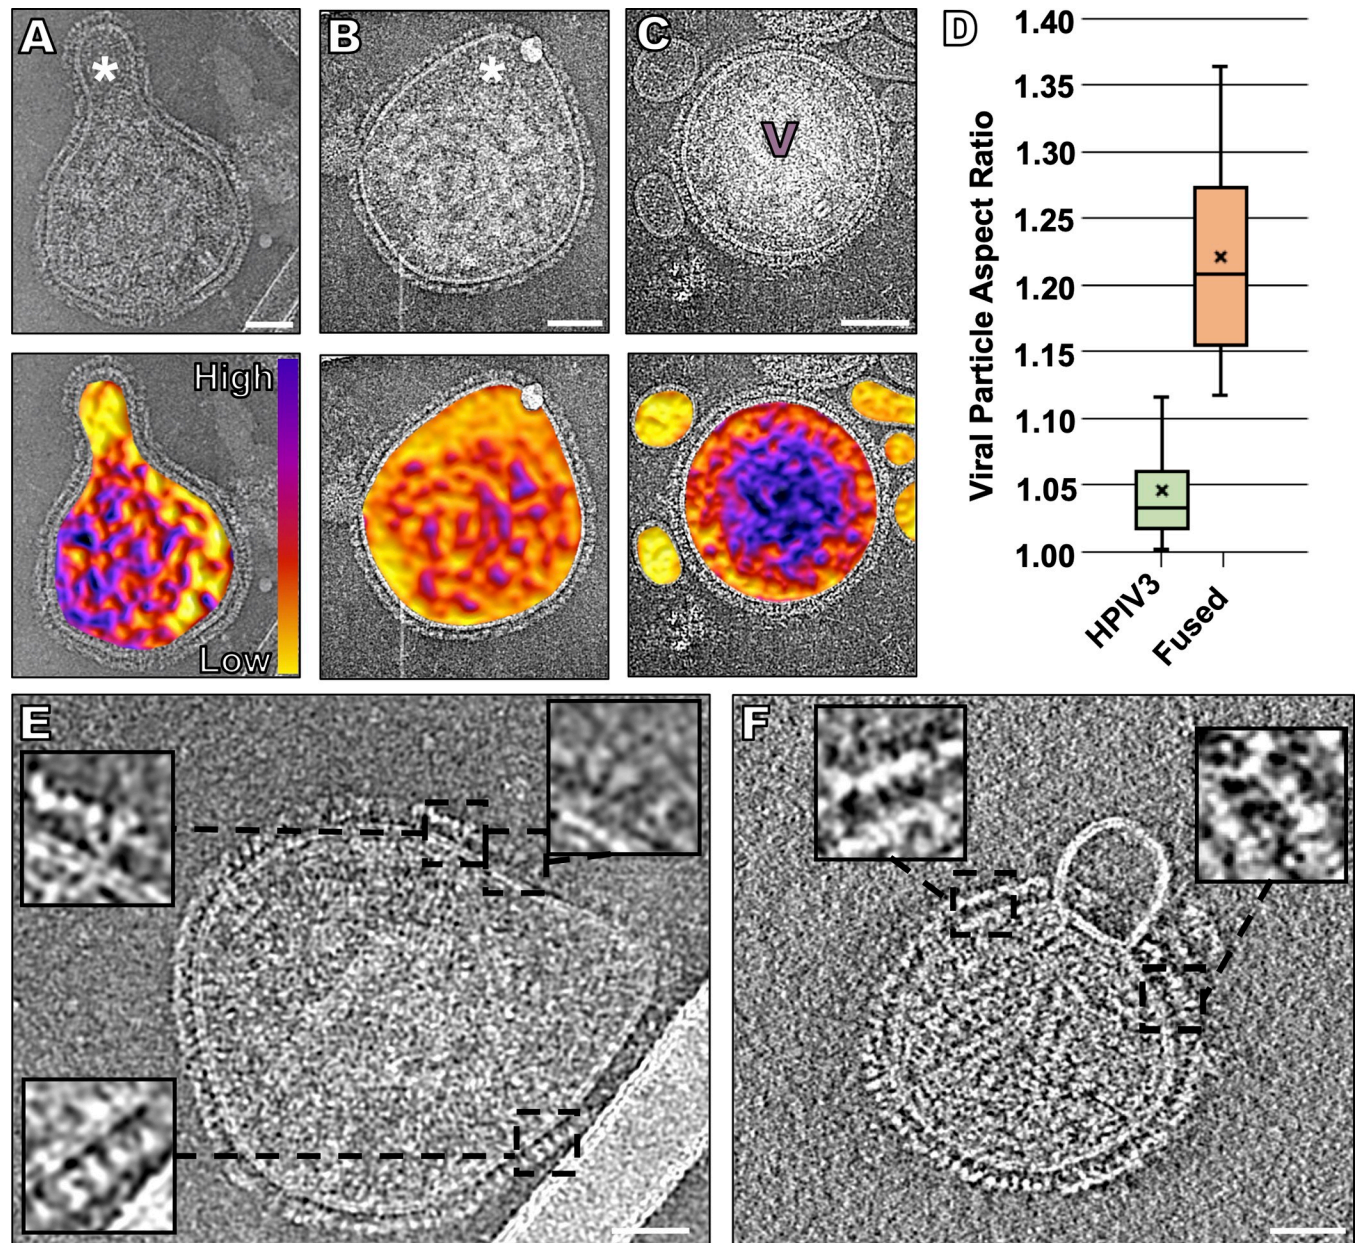 A
B
C
V
D
1.40
1.35
1.30
1.25
1.20
1.15
1.10
1.05
1.00
Viral Particle Aspect Ratio
HPIV3
Fused
High
Low
E
F